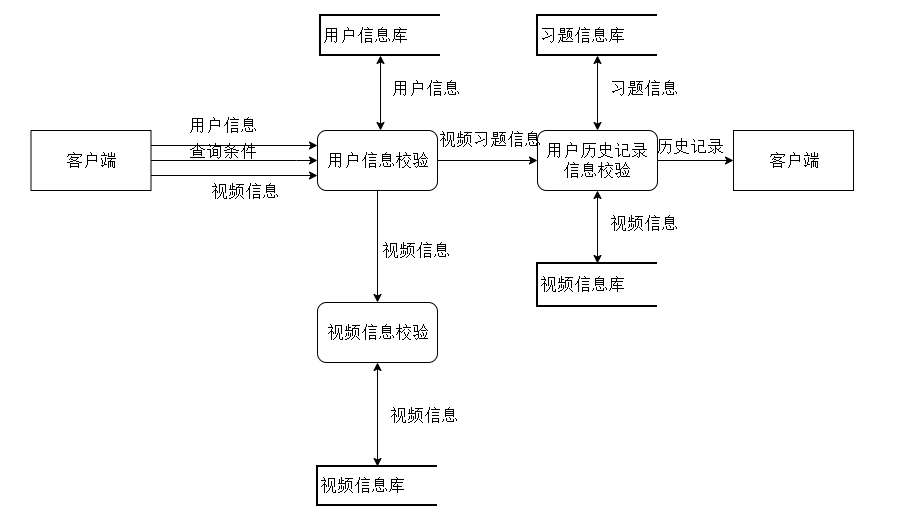 用户信息库
习题信息库
用户信息
习题信息
用户信息
查询条件
视频信息
客户端
用户信息校验
视频习题信息
用户历史记录
信息校验
历史记录
客户端
视频信息
视频信息
视频信息库
视频信息校验
视频信息
视频信息库